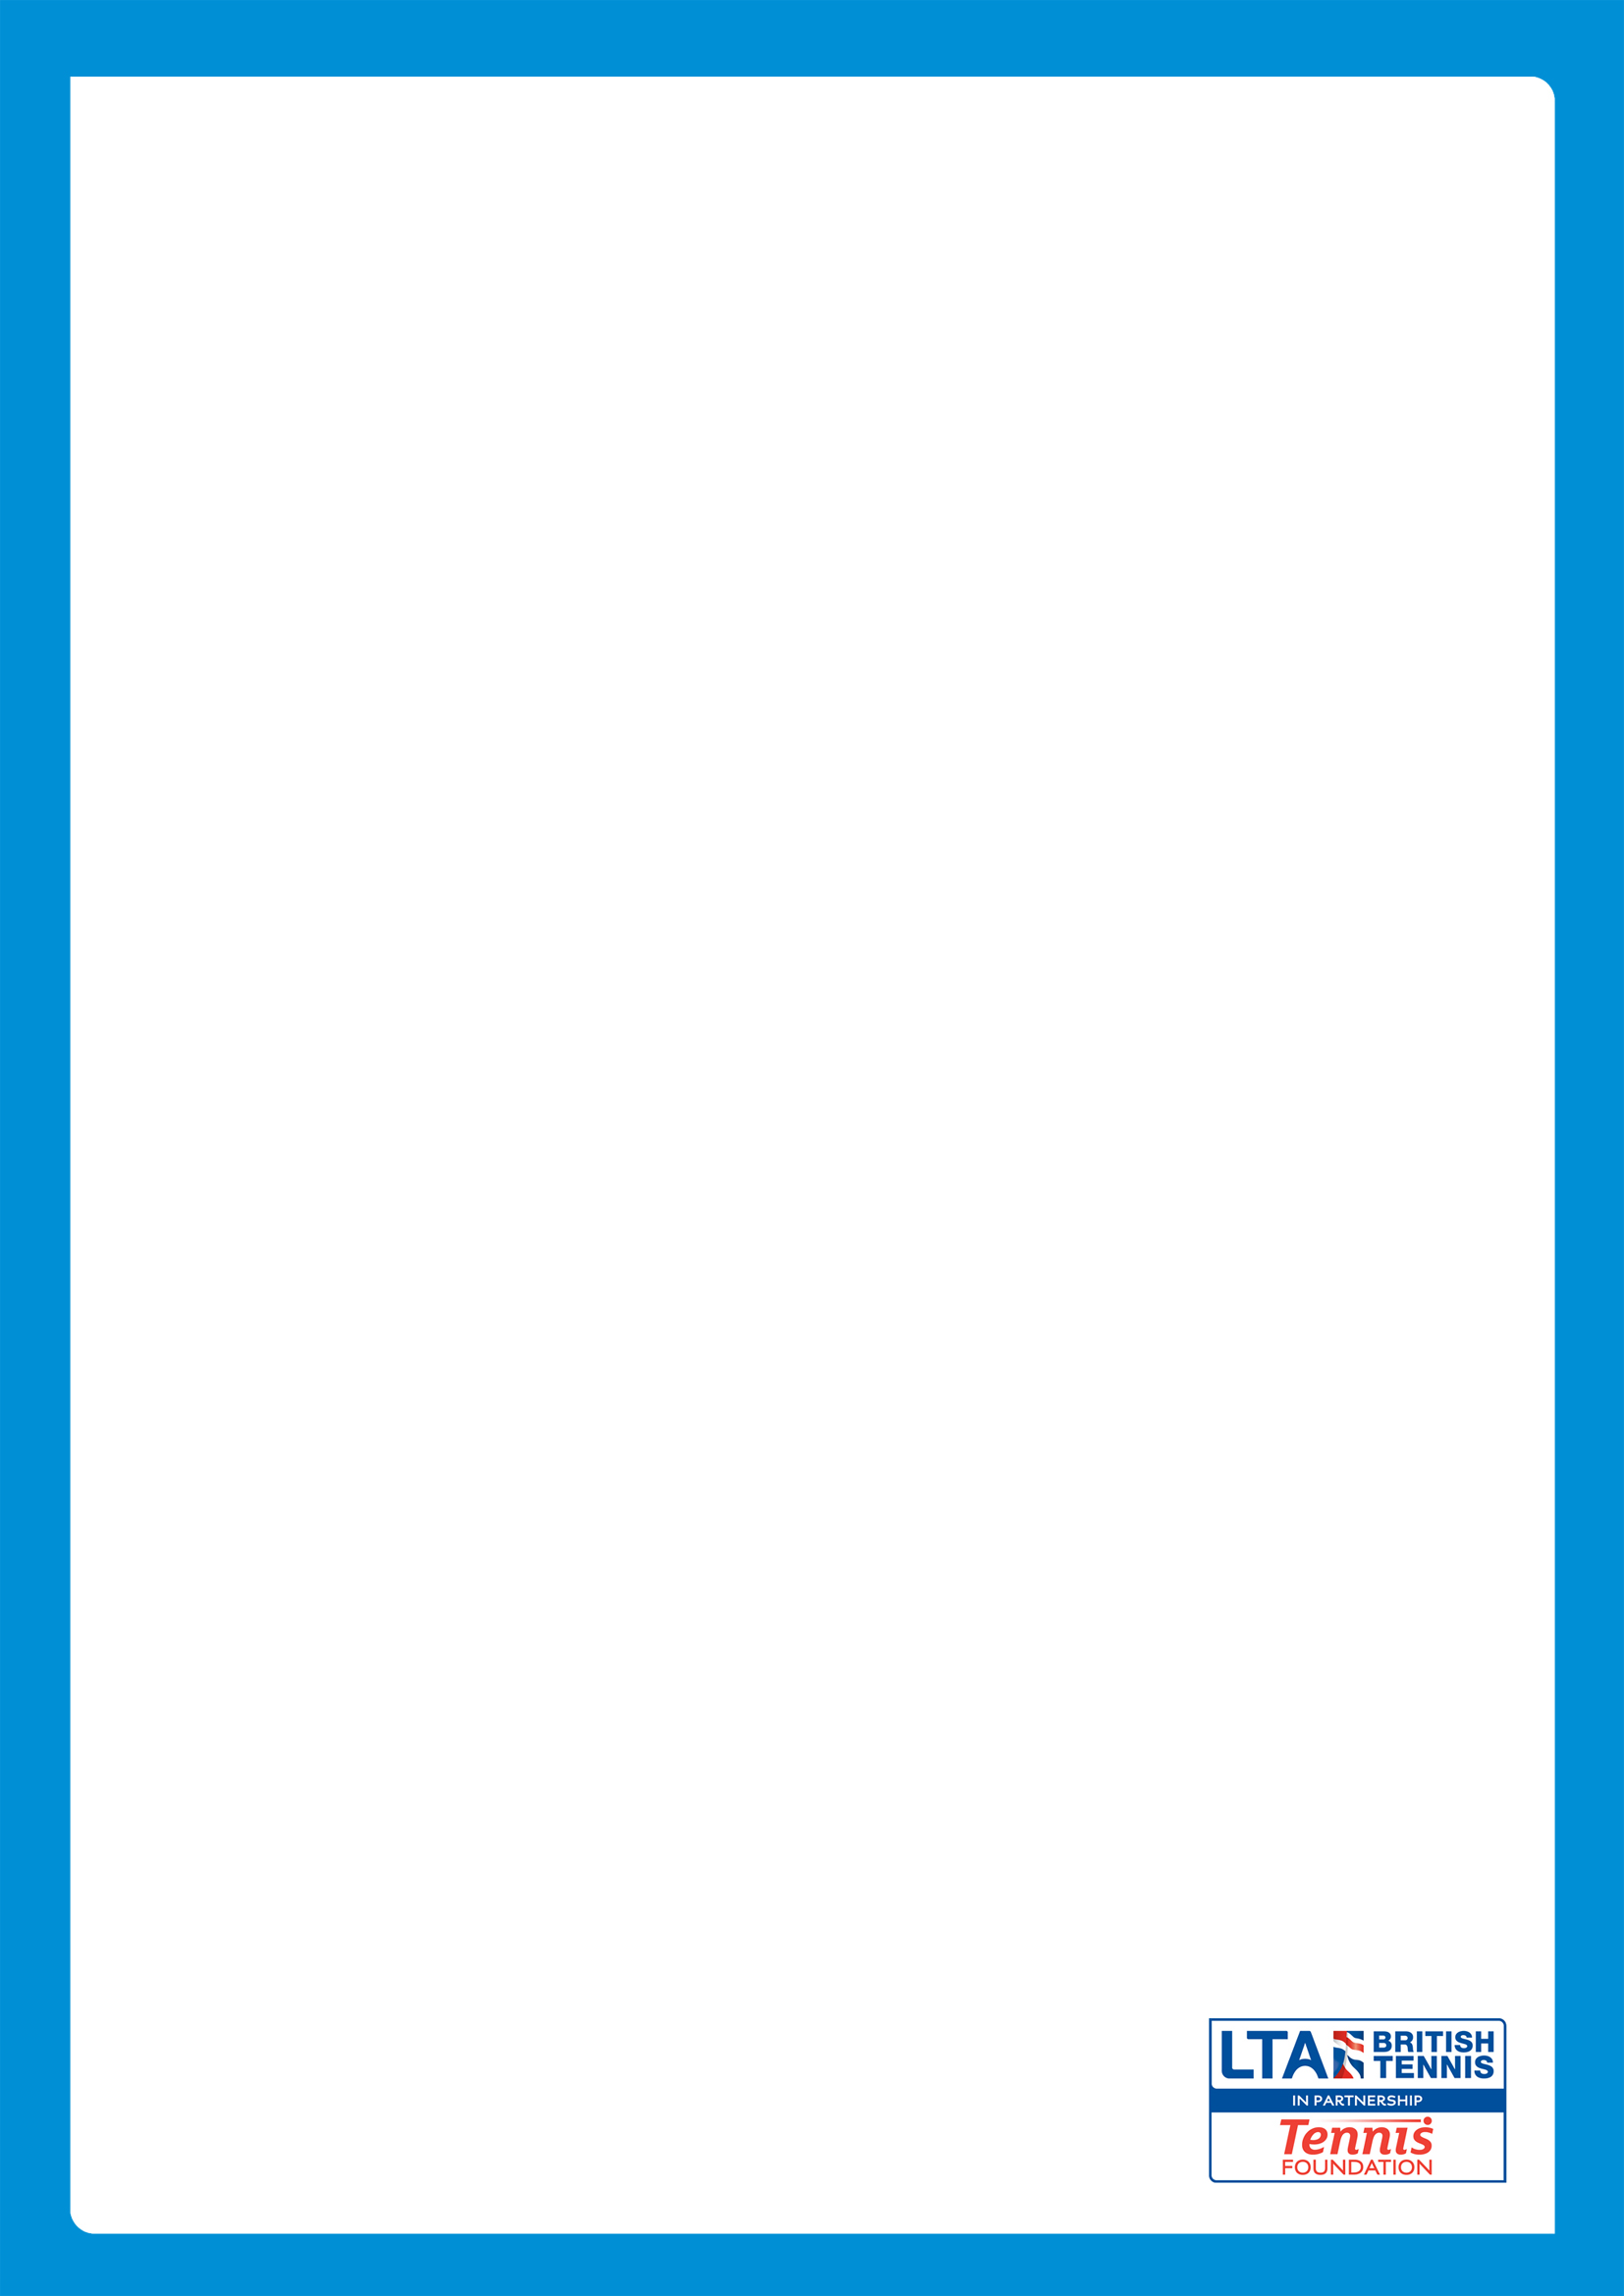 LTA BRITISH
TENNIS
IN PARTNERSHIP
Tennis
FOUNDATION